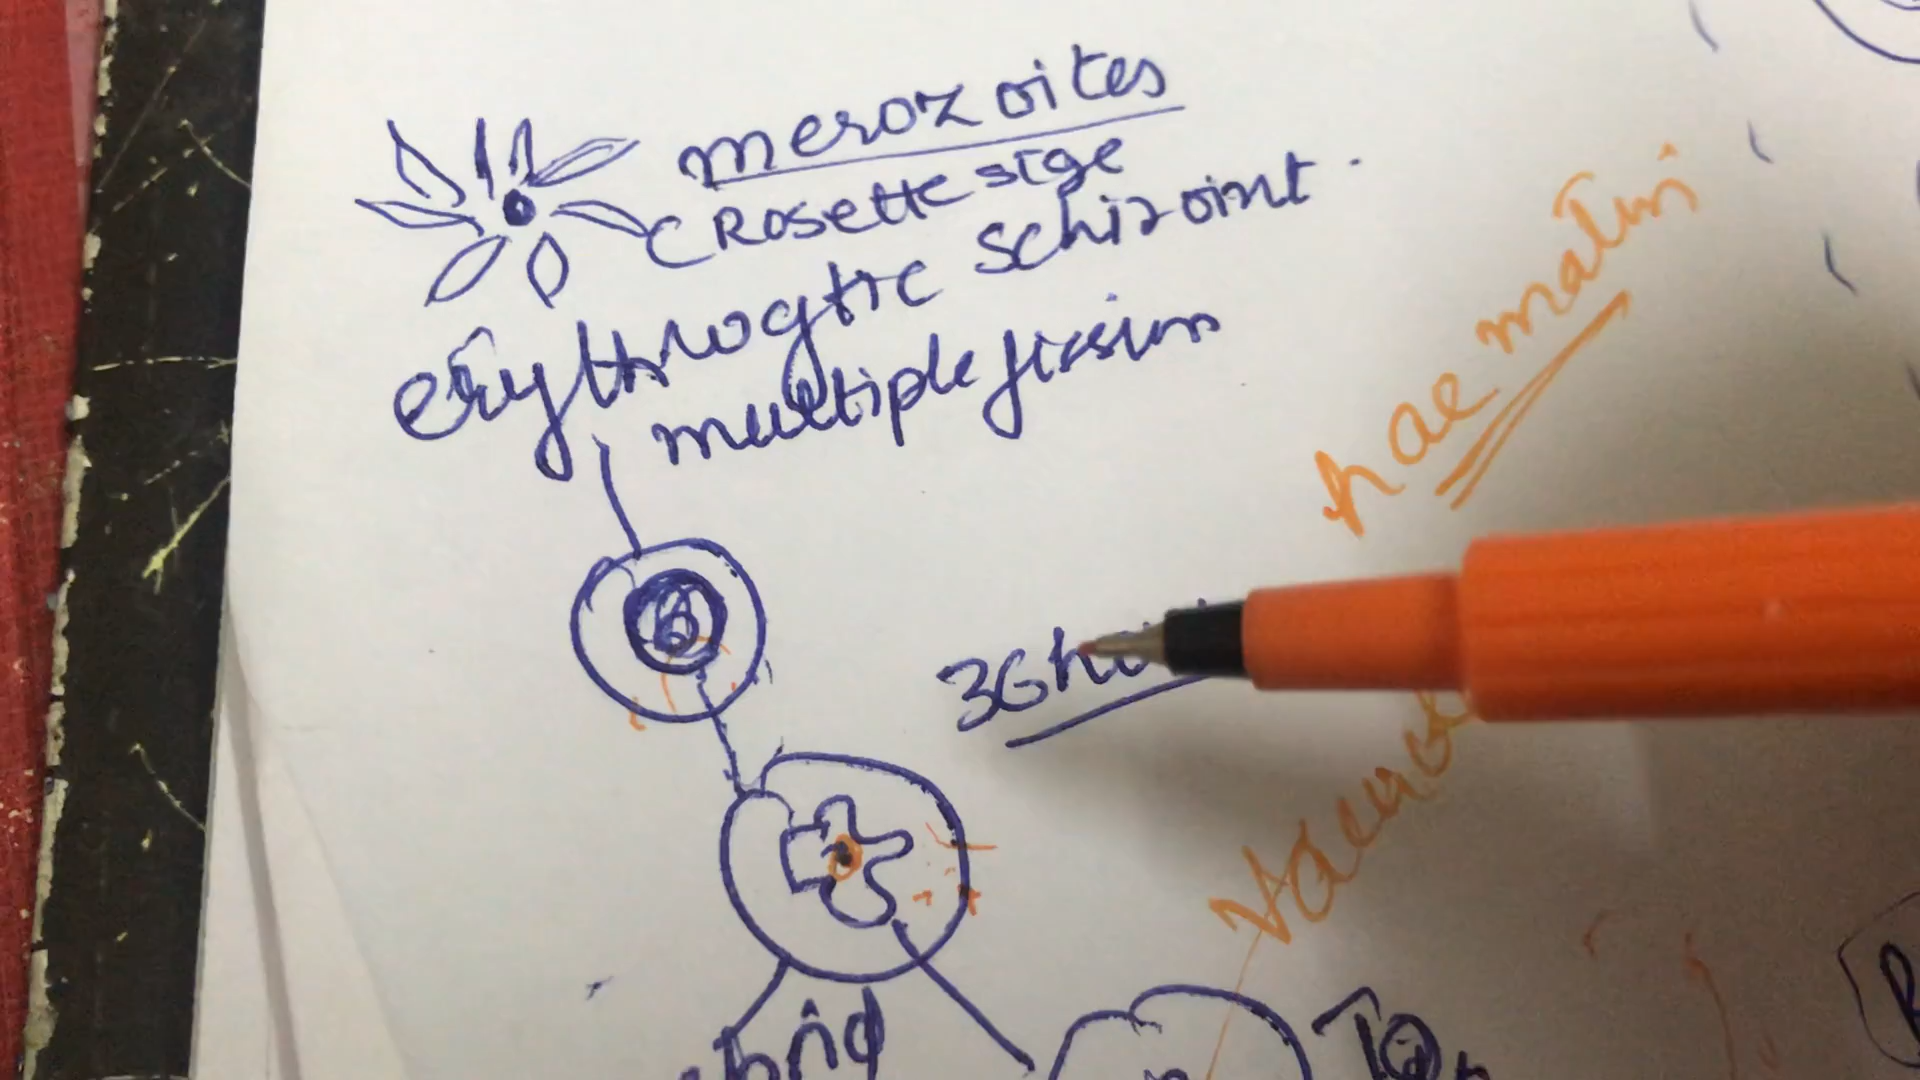 merozoites
(Rosette stge
erythrogtic schizoint.
multiple fission
haematin
36h